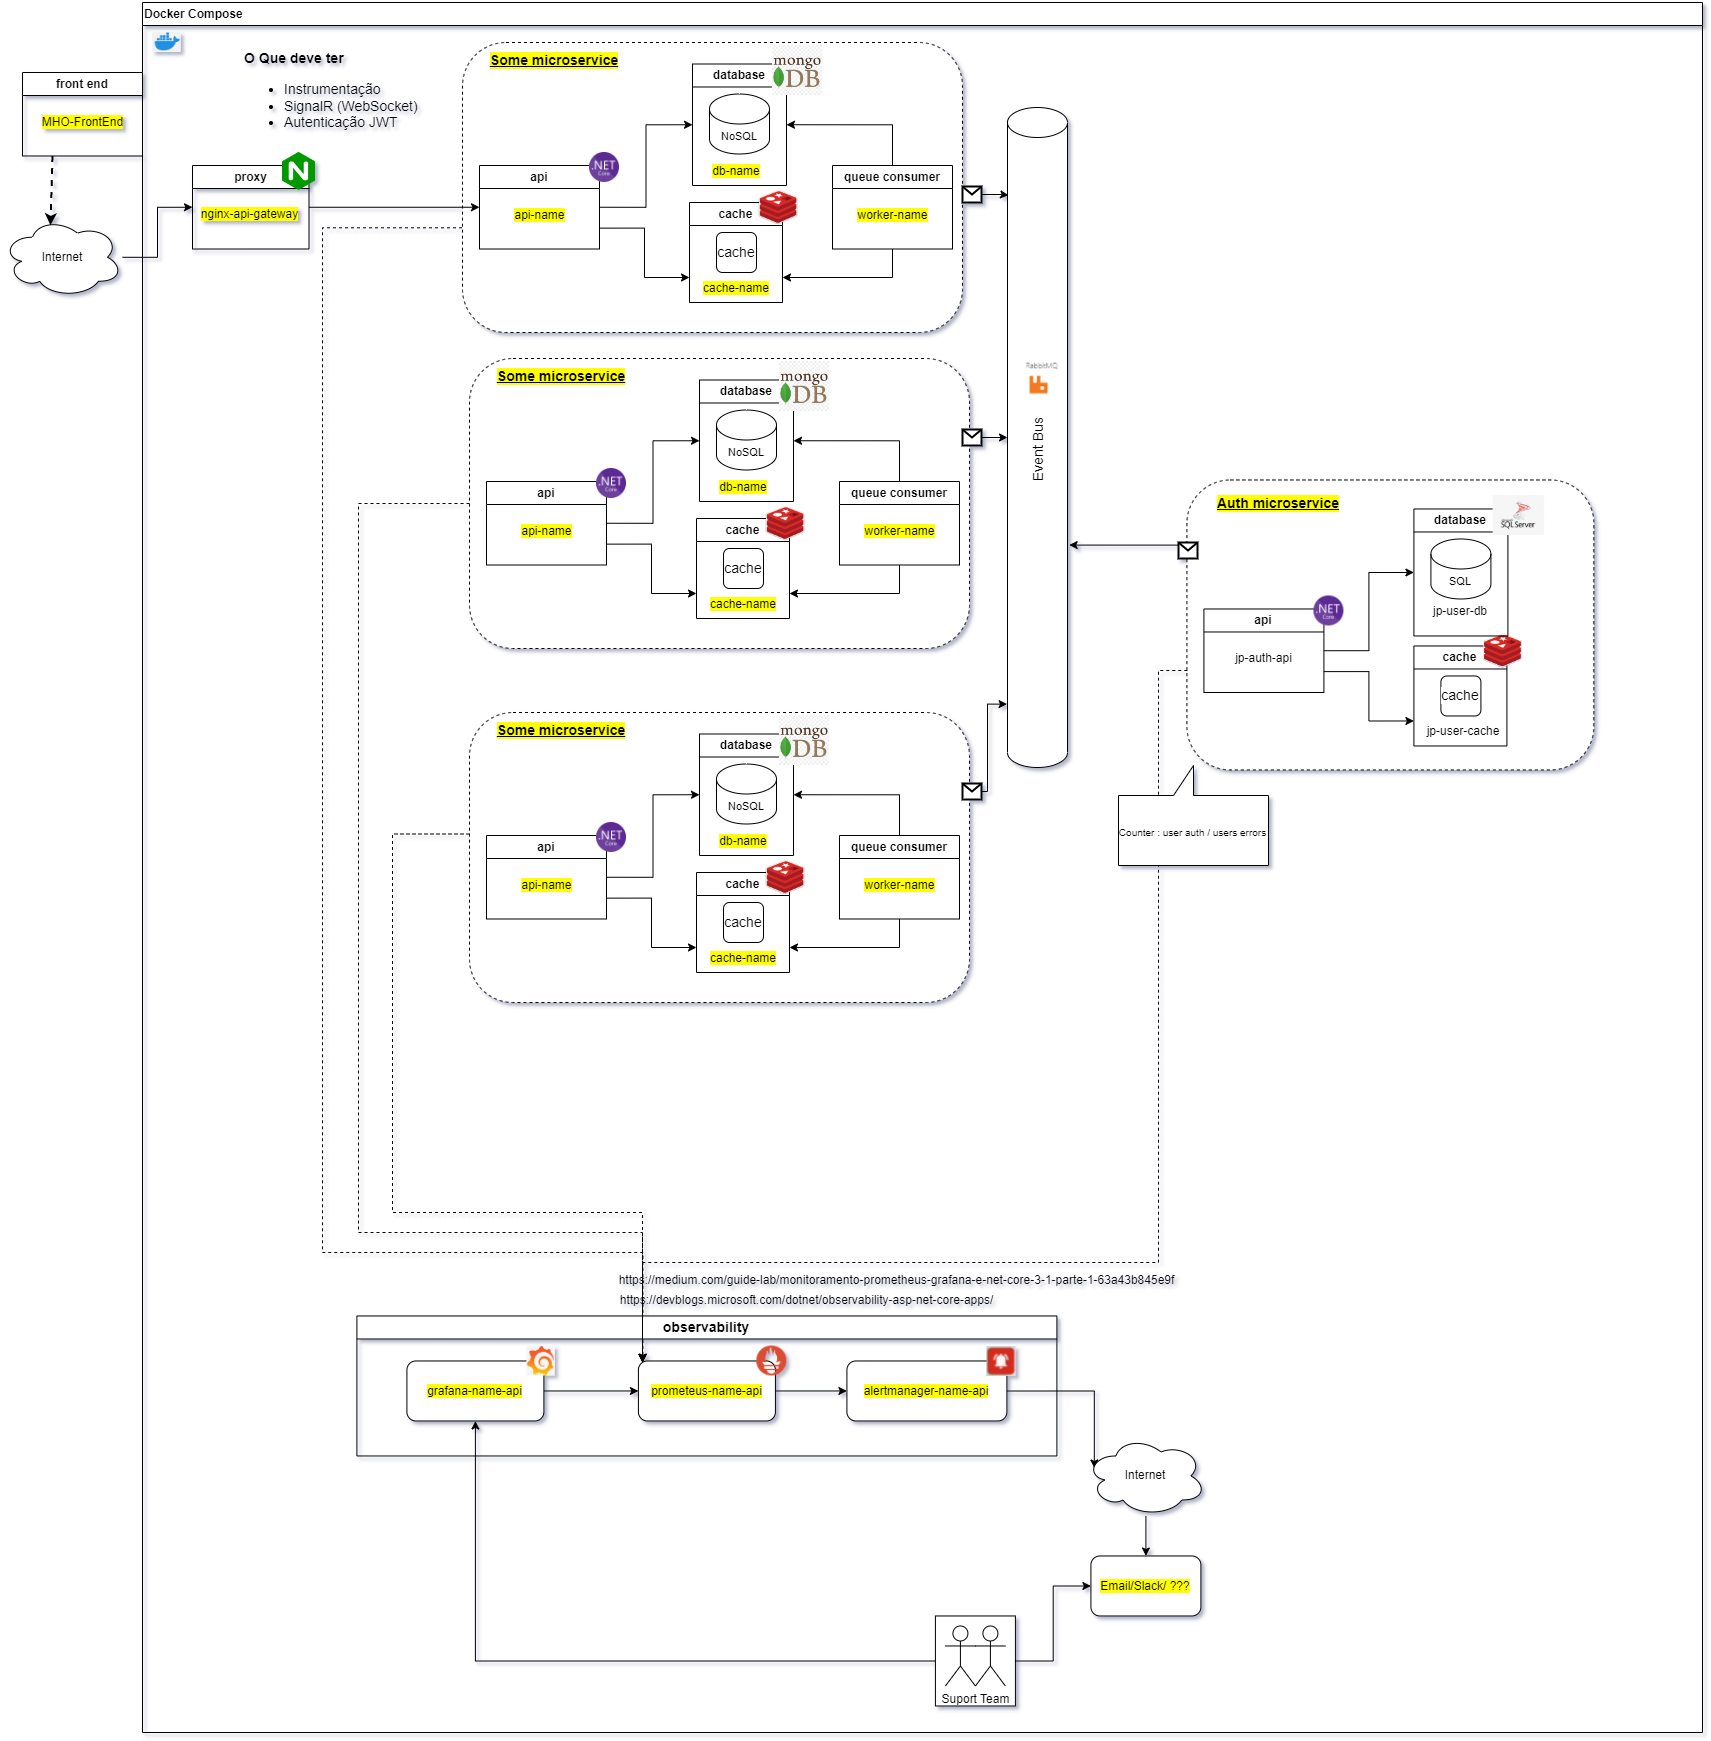 Docker Compose
O Que deve ter
Instrumentação
SignalR (WebSocket)
Autenticação JWT
front end
MHO-FrontEnd
Internet
proxy
nginx-api-gateway
Some microservice
database
mongo
DB
NoSQL
db-name
api
.NET
Core
api-name
cache
cache
cache-name
queue consumer
worker-name
Some microservice
database
mongo
DB
NoSQL
db-name
api
.NET
Core
api-name
cache
cache
cache-name
queue consumer
worker-name
Some microservice
database
mongo
DB
NoSQL
db-name
api
.NET
Core
api-name
cache
cache
cache-name
queue consumer
worker-name
RabbitMQ
Event Bus
Auth microservice
database
SQL Server
SQL
jp-user-db
api
.NET
Core
jp-auth-api
cache
cache
jp-user-cache
Counter : user auth / users errors
https://medium.com/guide-lab/monitoramento-prometheus-grafana-e-net-core-3-1-parte-1-63a43b845e9f
https://devblogs.microsoft.com/dotnet/observability-asp-net-core-apps/
observability
grafana-name-api
prometeus-name-api
alertmanager-name-api
Internet
Email/Slack/ ???
Suport Team